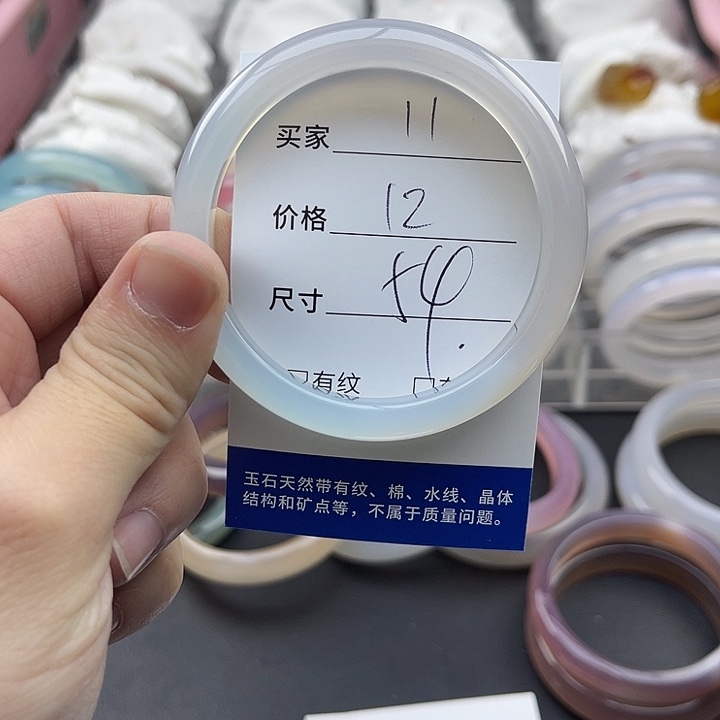 买家 11
价格 12
尺寸 54.
有纹
玉石天然带有纹、棉、水线、晶体
结构和矿点等，不属于质量问题。